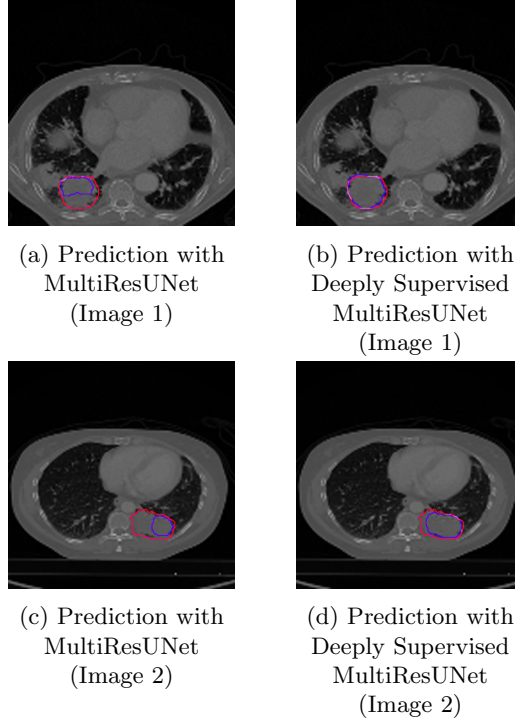 (a) Prediction with
MultiResUNet
(Image 1)
(b) Prediction with
Deeply Supervised
MultiResUNet
(Image 1)
(c) Prediction with
MultiResUNet
(Image 2)
(d) Prediction with
Deeply Supervised
MultiResUNet
(Image 2)